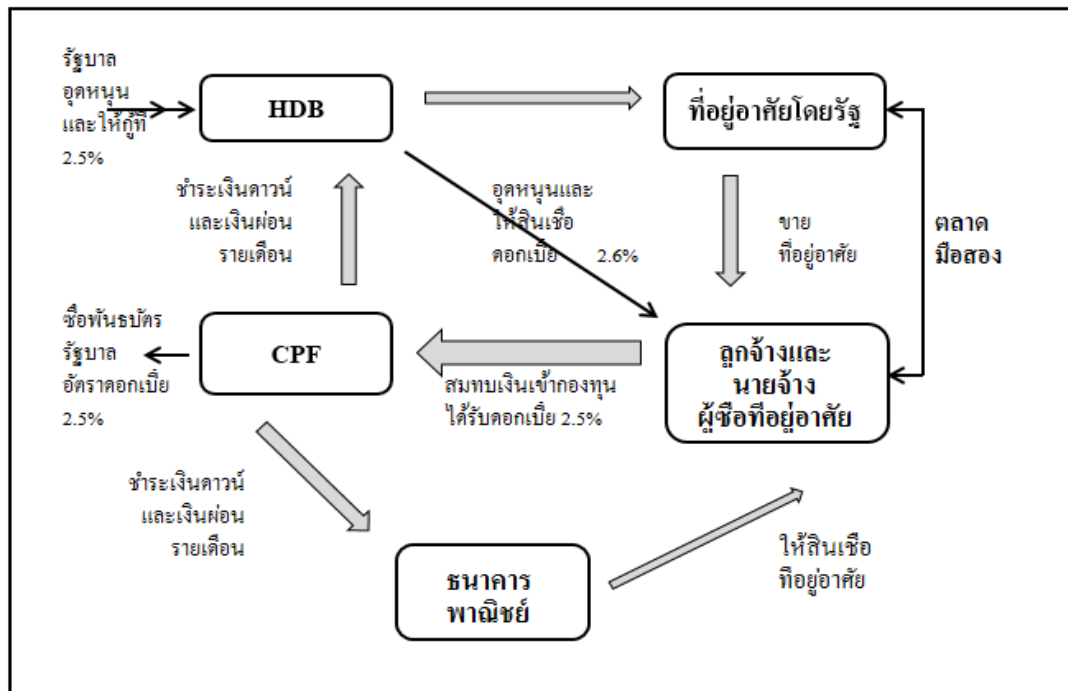 รัฐบาล
อุดหนุน
และให้กู้ที่
2.5%
HDB
ที่อยู่อาศัยโดยรัฐ
ชำระเงินดาวน์
และเงินผ่อน
รายเดือน
อุดหนุนและ
ให้สินเชื่อ
ดอกเบี้ย 2.6%
ขาย
ที่อยู่อาศัย
ตลาด
มือสอง
ซื้อพันธบัตร
รัฐบาล
อัตราดอกเบี้ย
2.5%
CPF
สมทบเงินเข้ากองทุน
ได้รับดอกเบี้ย 2.5%
ลูกจ้างและ
นายจ้าง
ผู้ซื้อที่อยู่อาศัย
ชำระเงินดาวน์
และเงินผ่อน
รายเดือน
ธนาคาร
พาณิชย์
ให้สินเชื่อ
ที่อยู่อาศัย